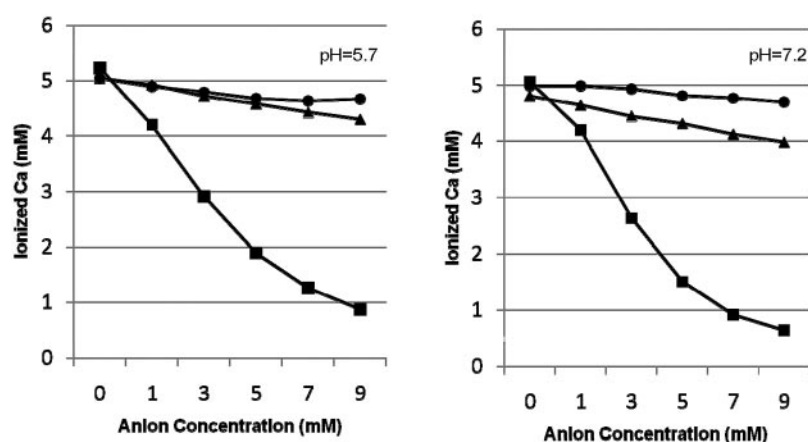 6
pH=5.7
5
4
3
2
1
0
Ionized Ca (mM)
0 1 3 5 7 9
Anion Concentration (mM)
6
pH=7.2
5
4
3
2
1
0
Ionized Ca (mM)
0 1 3 5 7 9
Anion Concentration (mM)